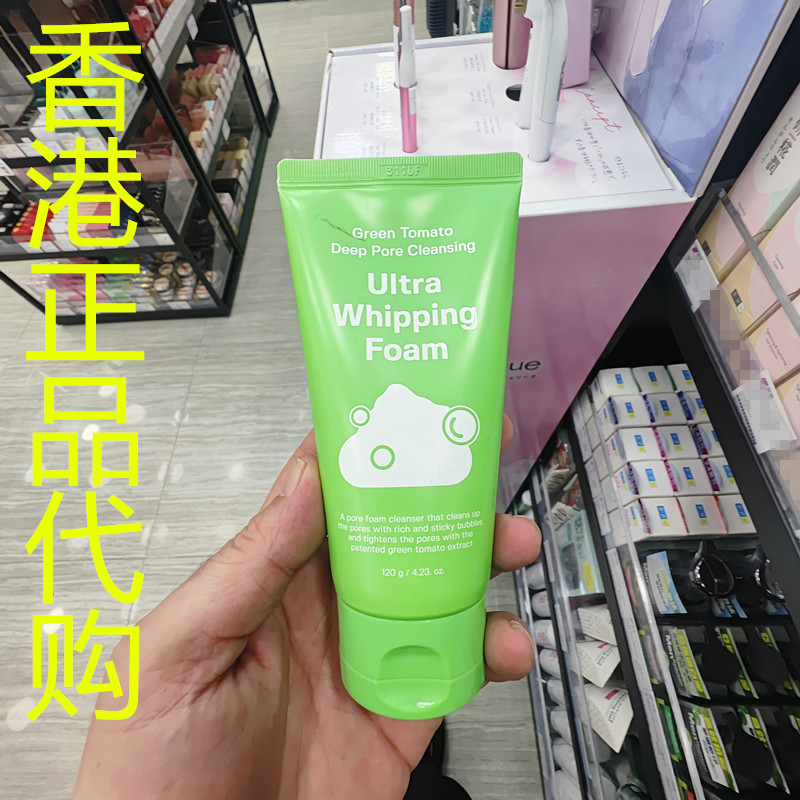 香港正品代购
Green Tomato
Deep Pore Cleansing
Ultra
Whipping
Foam
A pore foam cleanser that cleans up
the pores with rich and sticky bubbles
and tightens the pores with the
patented green tomato extract
120 g / 4.23. oz.